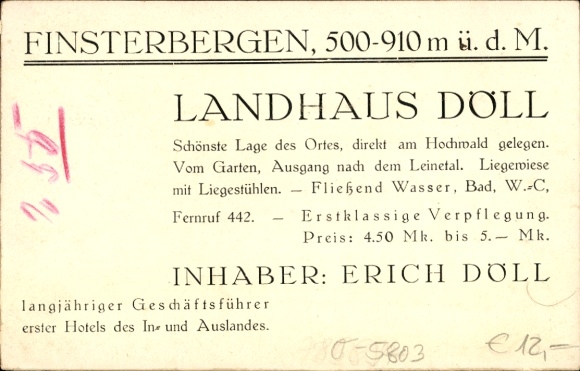 FINSTERBERGEN, 500-910 m ü. d. M.
LANDHAUS DÖLL
Schönste Lage des Ortes, direkt am Hochwald gelegen.
Vom Garten, Ausgang nach dem Leinetal. Liegewiese
mit Liegestühlen. — Fließend Wasser, Bad, W.-C,
Fernruf 442. — Erstklassige Verpflegung.
Preis: 4.50 Mk. bis 5.— Mk.
INHABER: ERICH DÖLL
langjähriger Geschäftsführer
erster Hotels des In- und Auslandes.
0-5803
€ 12,-